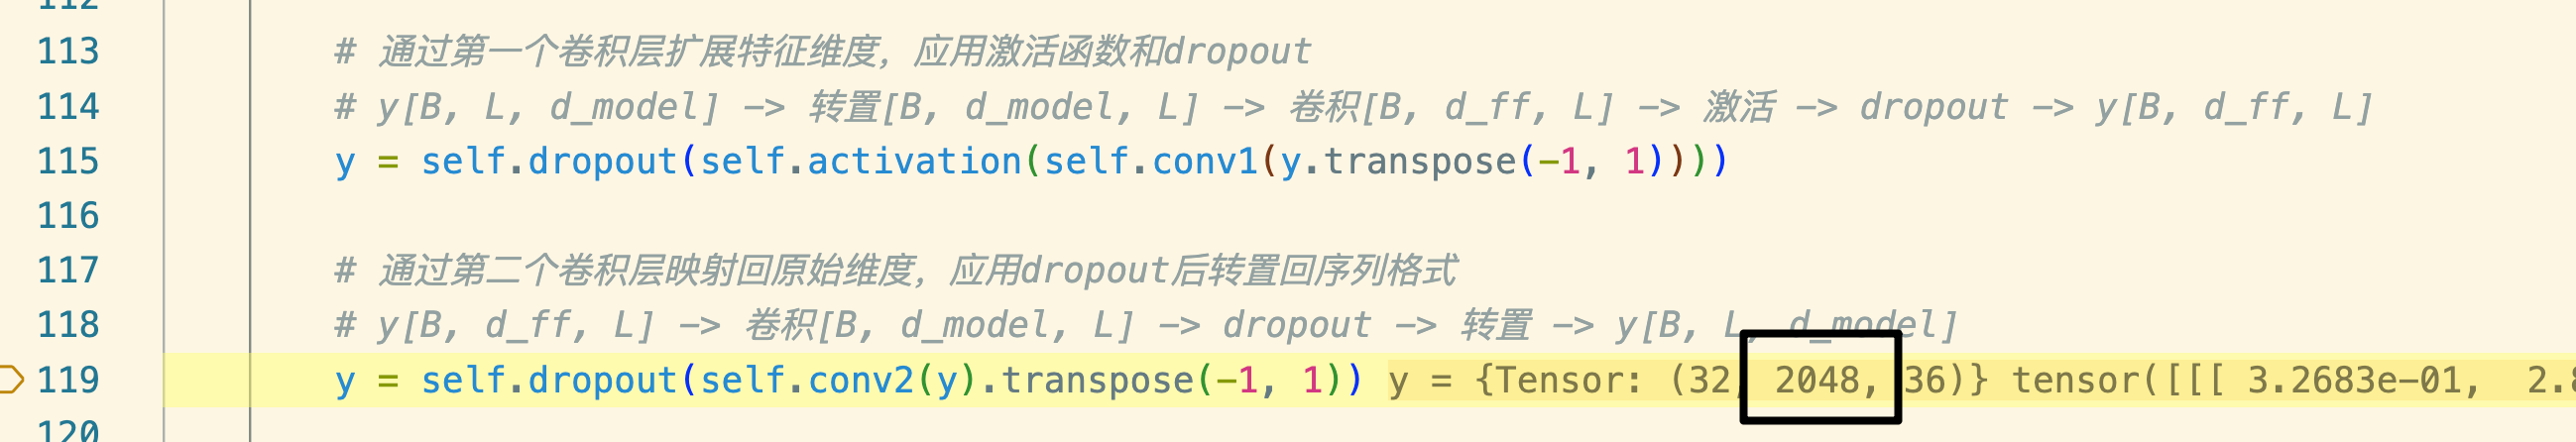 112
113 # 通过第一个卷积层扩展特征维度，应用激活函数和dropout
114 # y[B, L, d_model] -> 转置[B, d_model, L] -> 卷积[B, d_ff, L] -> 激活 -> dropout -> y[B, d_ff, L]
115 y = self.dropout(self.activation(self.conv1(y.transpose(-1, 1))))
116
117 # 通过第二个卷积层映射回原始维度，应用dropout后转置回序列格式
118 # y[B, d_ff, L] -> 卷积[B, d_model, L] -> dropout -> 转置 -> y[B, L, d_model]
119 y = self.dropout(self.conv2(y).transpose(-1, 1)) y = {Tensor: (32, 2048, 36)} tensor([[[ 3.2683e-01, 2.8
120